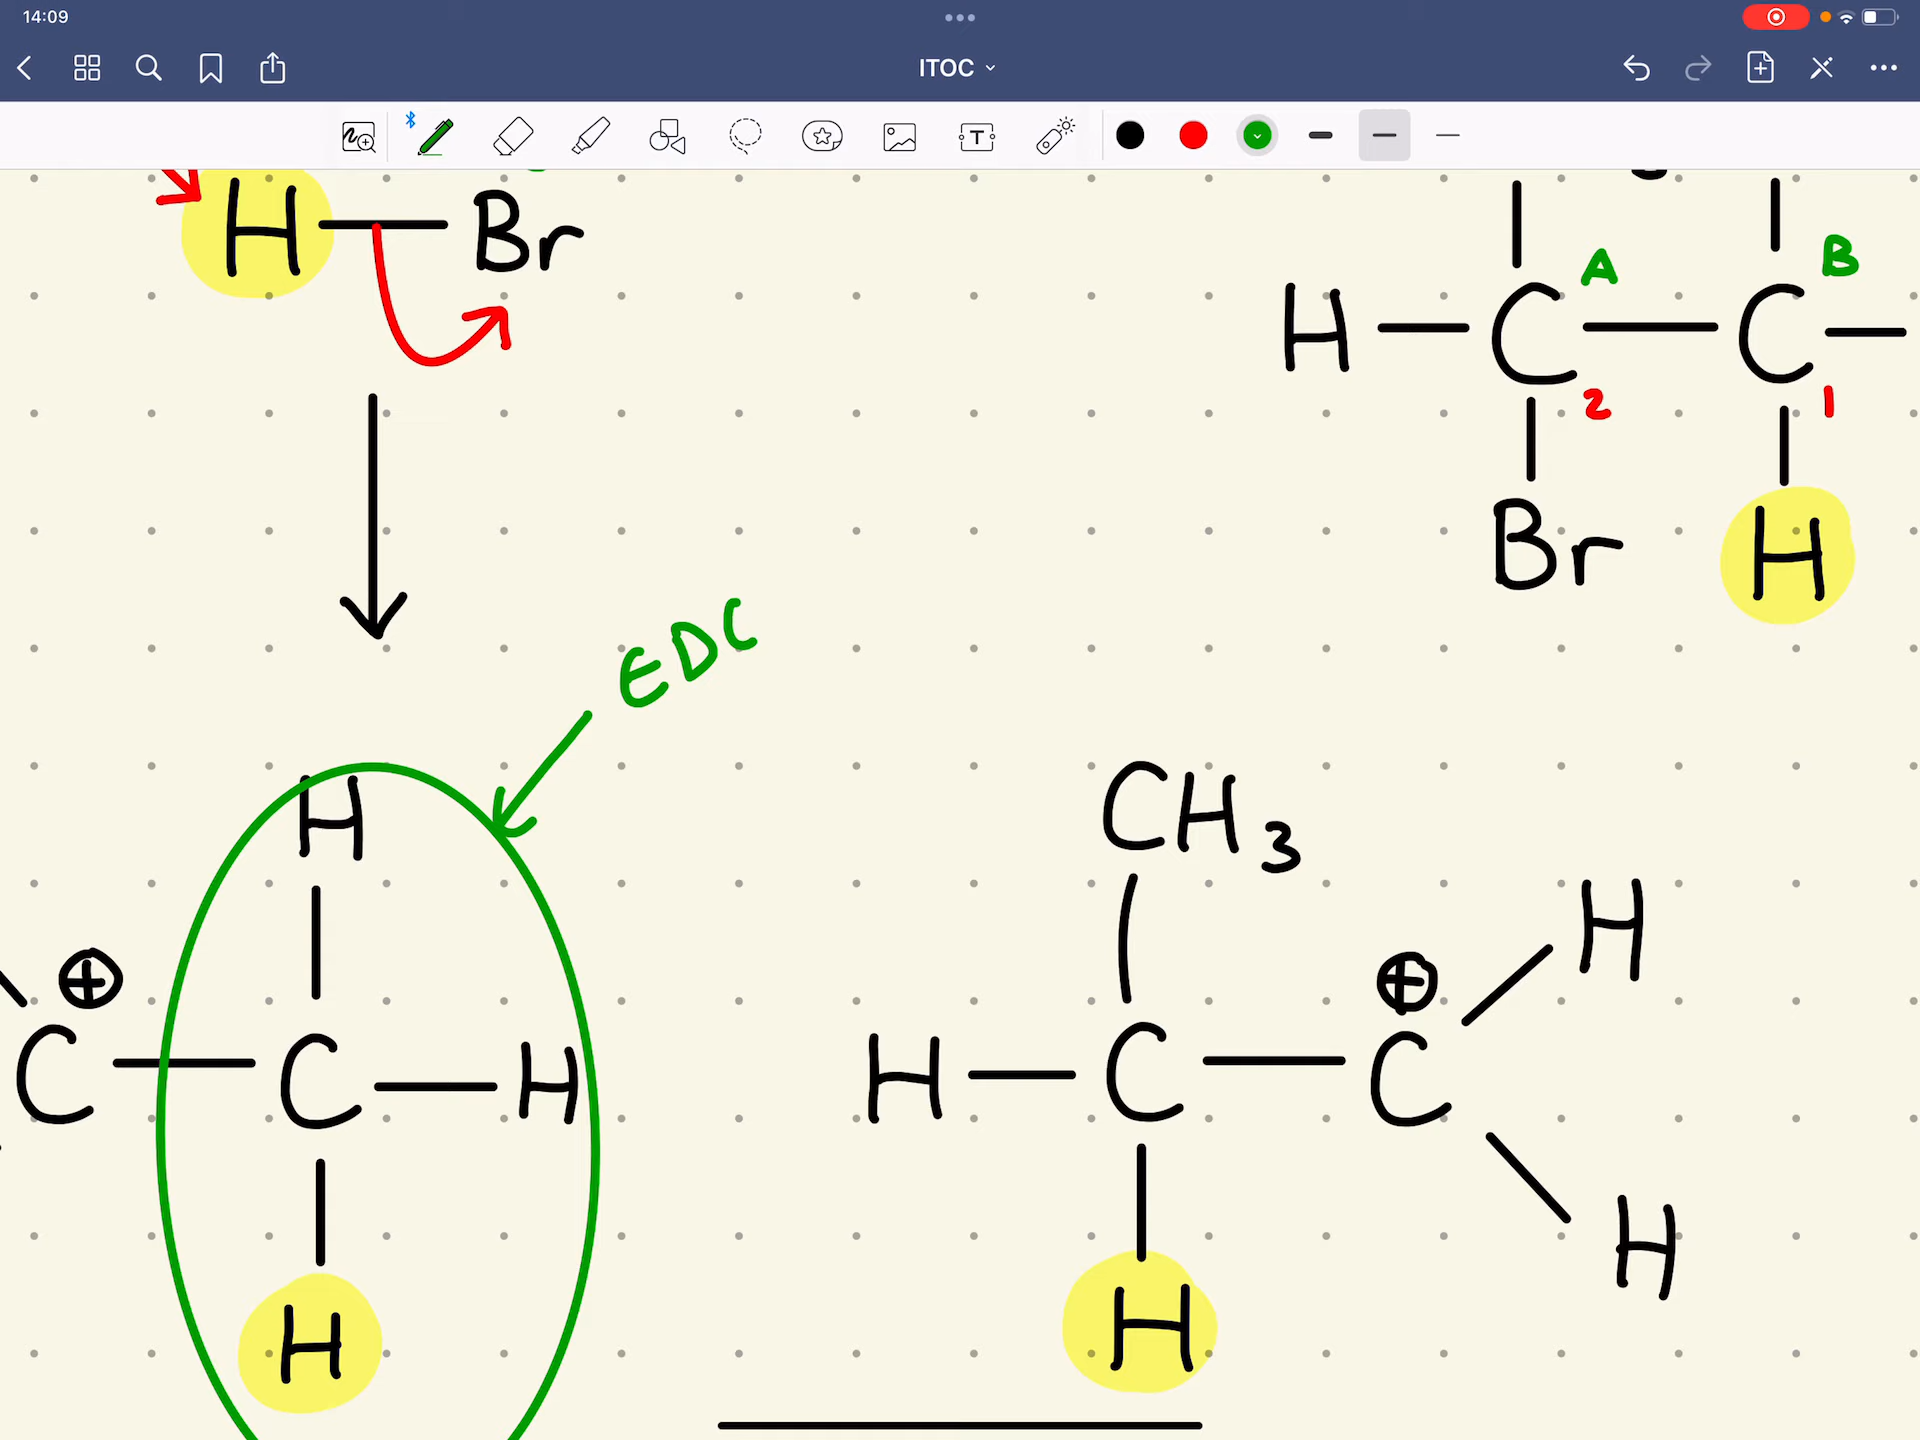 14:09
ITOC
H — Br
A B
H — C — C —
2 1
Br H
EDC
H CH3
⊕ ⊕ H
C — C — H H — C — C
H
H H